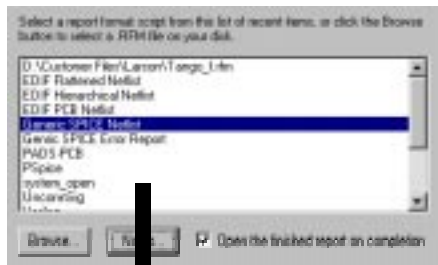 Select a report format script from the list of recent items, or click the Browse
button to select a .RFM file on your disk.
EDIF Flattened Netlist
EDIF Hierarchical Netlist
EDIF PCB Netlist
Generic SPICE Netlist
SPICE Error Report
PADS-PCB
PSpice
system_open
Browse...
Open the finished report on completion